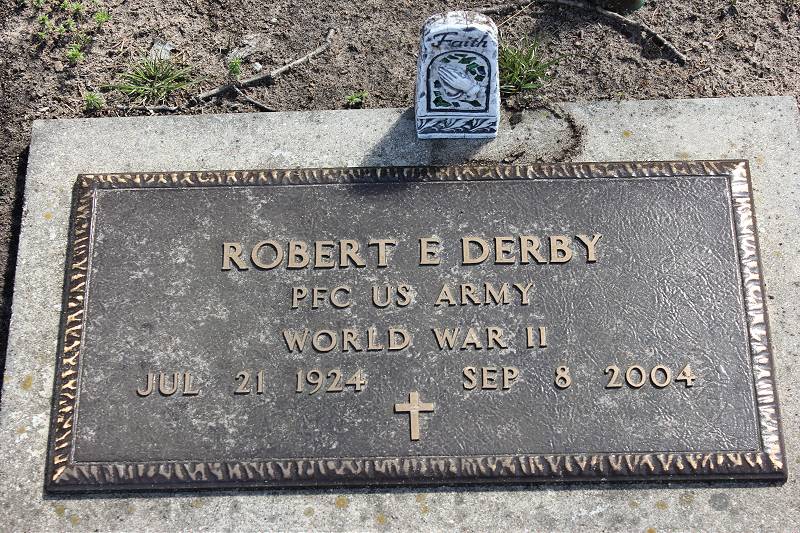 Faith
ROBERT E DERBY
PFC US ARMY
WORLD WAR II
JUL 21 1924 SEP 8 2004